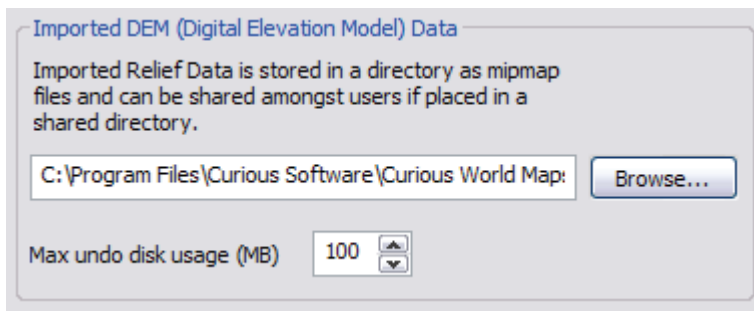 Imported DEM (Digital Elevation Model) Data
Imported Relief Data is stored in a directory as mipmap
files and can be shared amongst users if placed in a
shared directory.
C:\Program Files\Curious Software\Curious World Maps
Browse...
Max undo disk usage (MB)
100